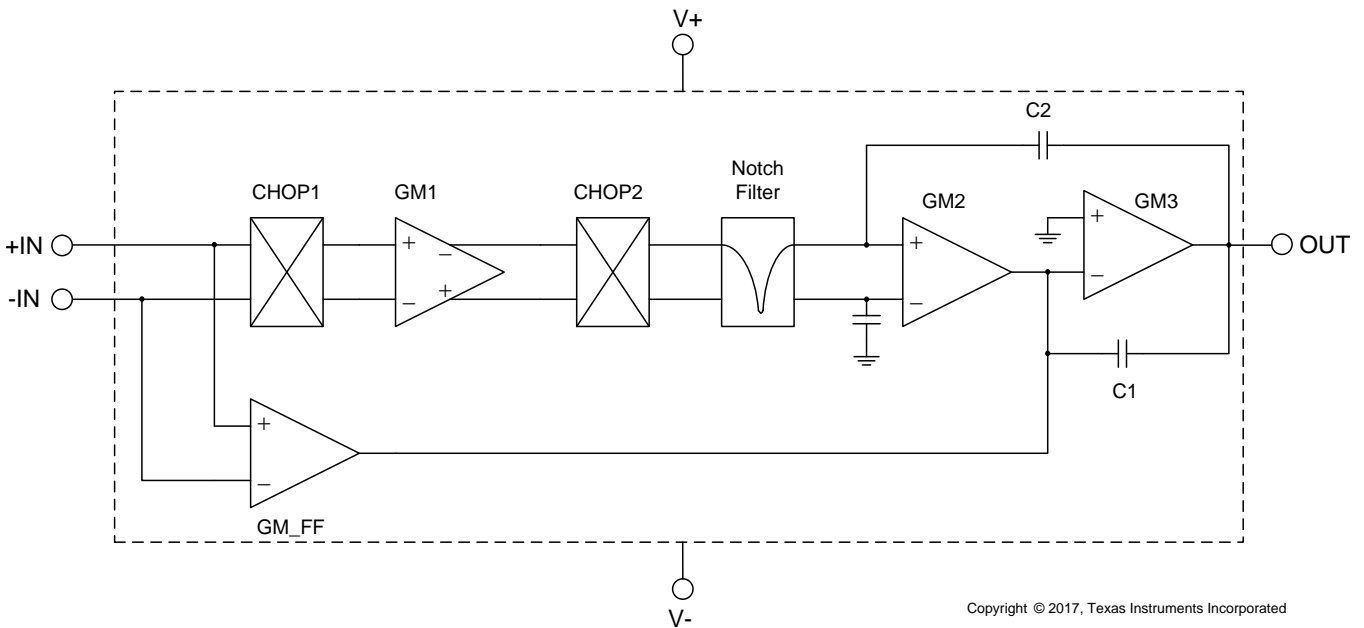 V+
C2
Notch
Filter
CHOP1
GM1
CHOP2
GM2
GM3
+IN
-IN
OUT
+
−
−
+
+
−
+
−
C1
+
−
GM_FF
V-
Copyright © 2017, Texas Instruments Incorporated